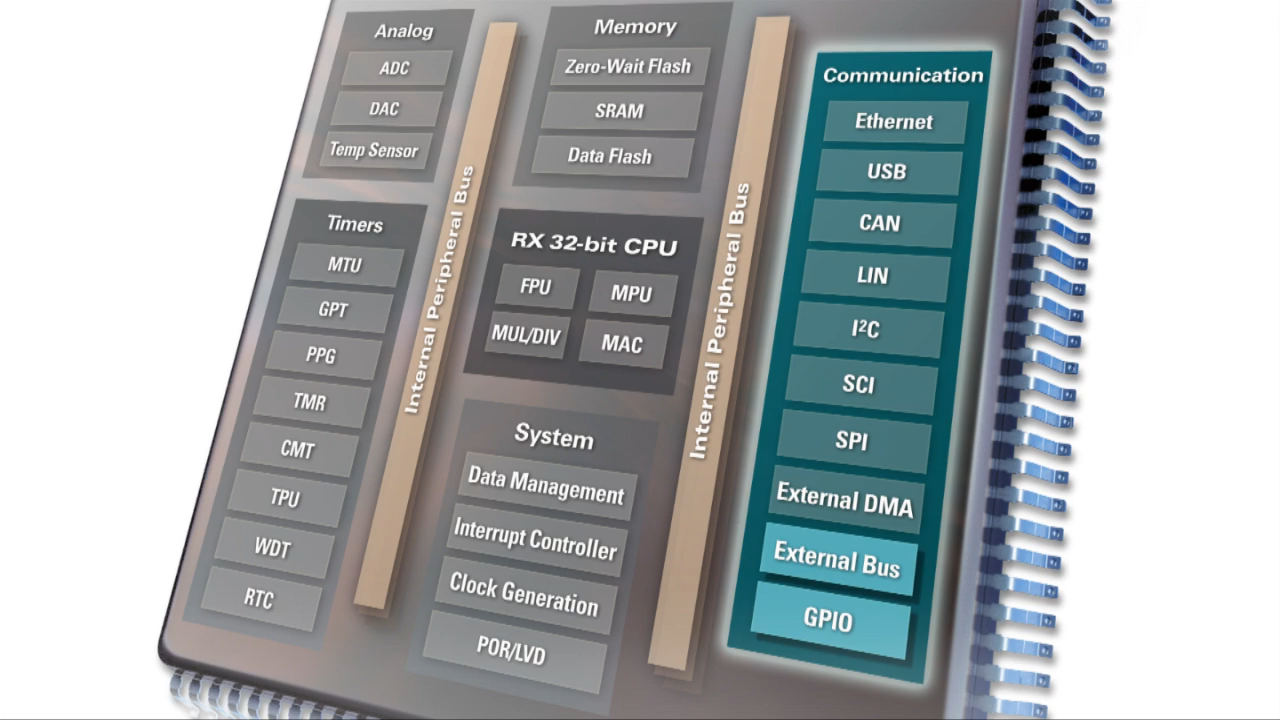 Analog
ADC
DAC
Temp Sensor
Timers
MTU
GPT
PPG
TMR
CMT
TPU
WDT
RTC
Internal Peripheral Bus
Memory
Zero-Wait Flash
SRAM
Data Flash
RX 32-bit CPU
FPU
MPU
MUL/DIV
MAC
System
Data Management
Interrupt Controller
Clock Generation
POR/LVD
Internal Peripheral Bus
Communication
Ethernet
USB
CAN
LIN
I²C
SCI
SPI
External DMA
External Bus
GPIO